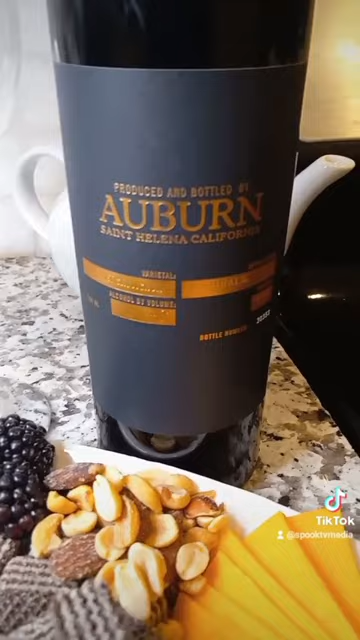 PRODUCED AND BOTTLED BY
AUBURN
SAINT HELENA CALIFORNIA
VARIETAL:
ALCOHOL BY VOLUME:
BOTTLE NUMBER
TikTok
@spooktvmedia